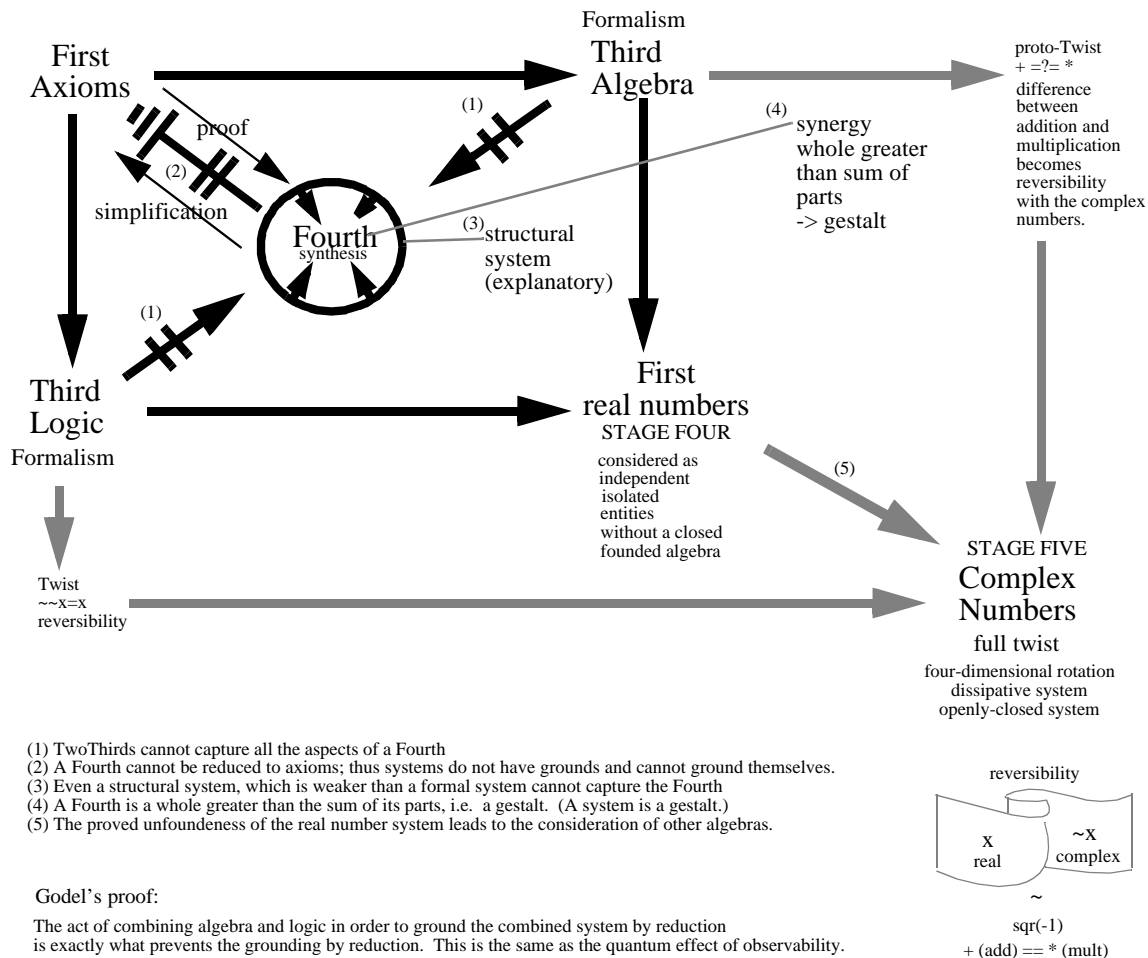 Formalism
First
Axioms
Third
Algebra
proto-Twist
+ =?= *
difference
between
addition and
multiplication
becomes
reversibility
with the complex
numbers.
(1)
(4)
synergy
whole greater
than sum of
parts
-> gestalt
proof
(2)
simplification
Fourth
synthesis
(3)
structural
system
(explanatory)
(1)
Third
Logic
Formalism
First
real numbers
STAGE FOUR
considered as
independent
isolated
entities
without a closed
founded algebra
(5)
STAGE FIVE
Complex
Numbers
full twist
four-dimensional rotation
dissipative system
openly-closed system
Twist
~~x=x
reversibility
(1) TwoThirds cannot capture all the aspects of a Fourth
(2) A Fourth cannot be reduced to axioms; thus systems do not have grounds and cannot ground themselves.
(3) Even a structural system, which is weaker than a formal system cannot capture the Fourth
(4) A Fourth is a whole greater than the sum of its parts, i.e. a gestalt. (A system is a gestalt.)
(5) The proved unfoundeness of the real number system leads to the consideration of other algebras.
reversibility
x
real
~x
complex
~
sqr(-1)
+ (add) == * (mult)
Godel's proof:
The act of combining algebra and logic in order to ground the combined system by reduction
is exactly what prevents the grounding by reduction. This is the same as the quantum effect of observability.